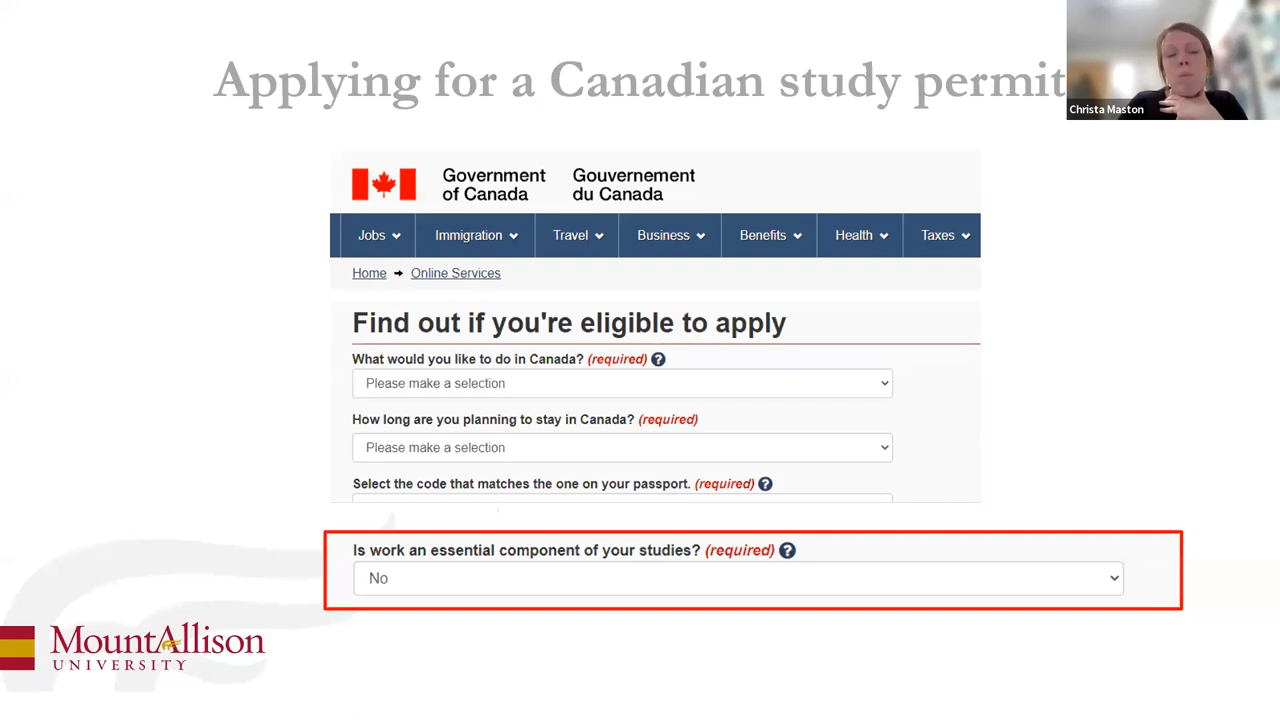 Applying for a Canadian study permit
Christa Maston
Government of Canada
Gouvernement du Canada
Jobs Immigration Travel Business Benefits Health Taxes
Home Online Services
Find out if you're eligible to apply
What would you like to do in Canada? (required) ?
Please make a selection
How long are you planning to stay in Canada? (required)
Please make a selection
Select the code that matches the one on your passport. (required) ?
Is work an essential component of your studies? (required) ?
No
MountAllison
UNIVERSITY